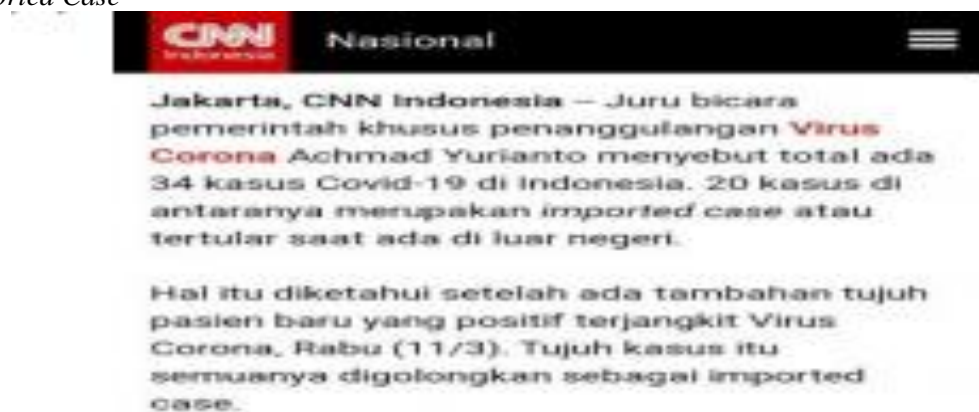 CNN
Indonesia
Nasional
Jakarta, CNN Indonesia – Juru bicara
pemerintah khusus penanggulangan Virus
Corona Achmad Yurianto menyebut total ada
34 kasus Covid-19 di Indonesia. 20 kasus di
antaranya merupakan imported case atau
tertular saat ada di luar negeri.
Hal itu diketahui setelah ada tambahan tujuh
pasien baru yang positif terjangkit Virus
Corona, Rabu (11/3). Tujuh kasus itu
semuanya digolongkan sebagai imported
case.